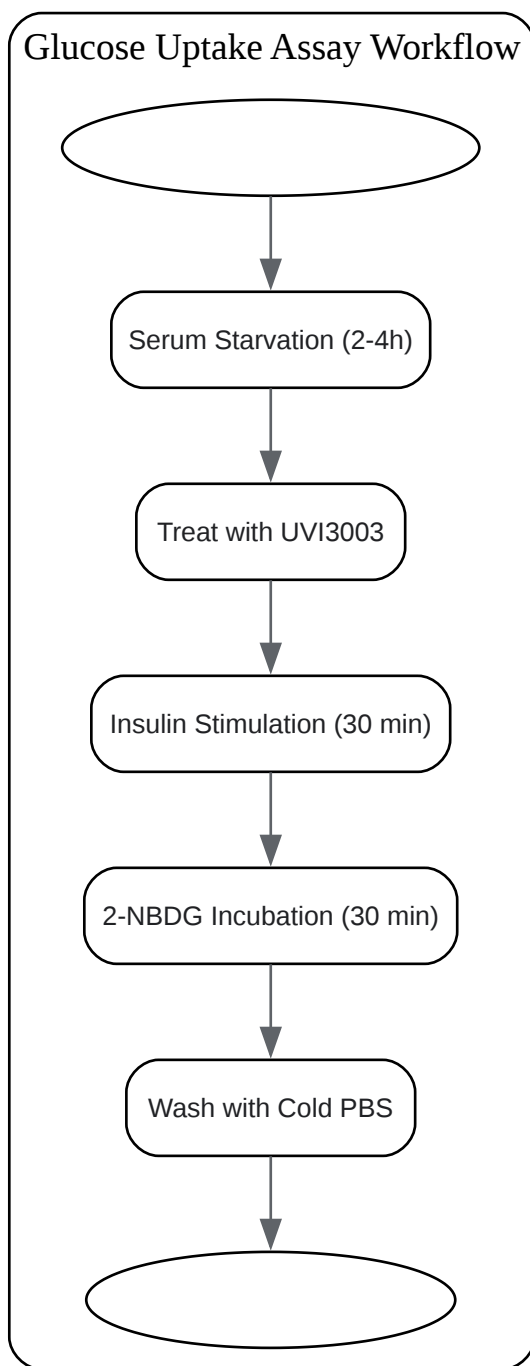 Glucose Uptake Assay Workflow
Serum Starvation (2-4h)
Treat with UVI3003
Insulin Stimulation (30 min)
2-NBDG Incubation (30 min)
Wash with Cold PBS